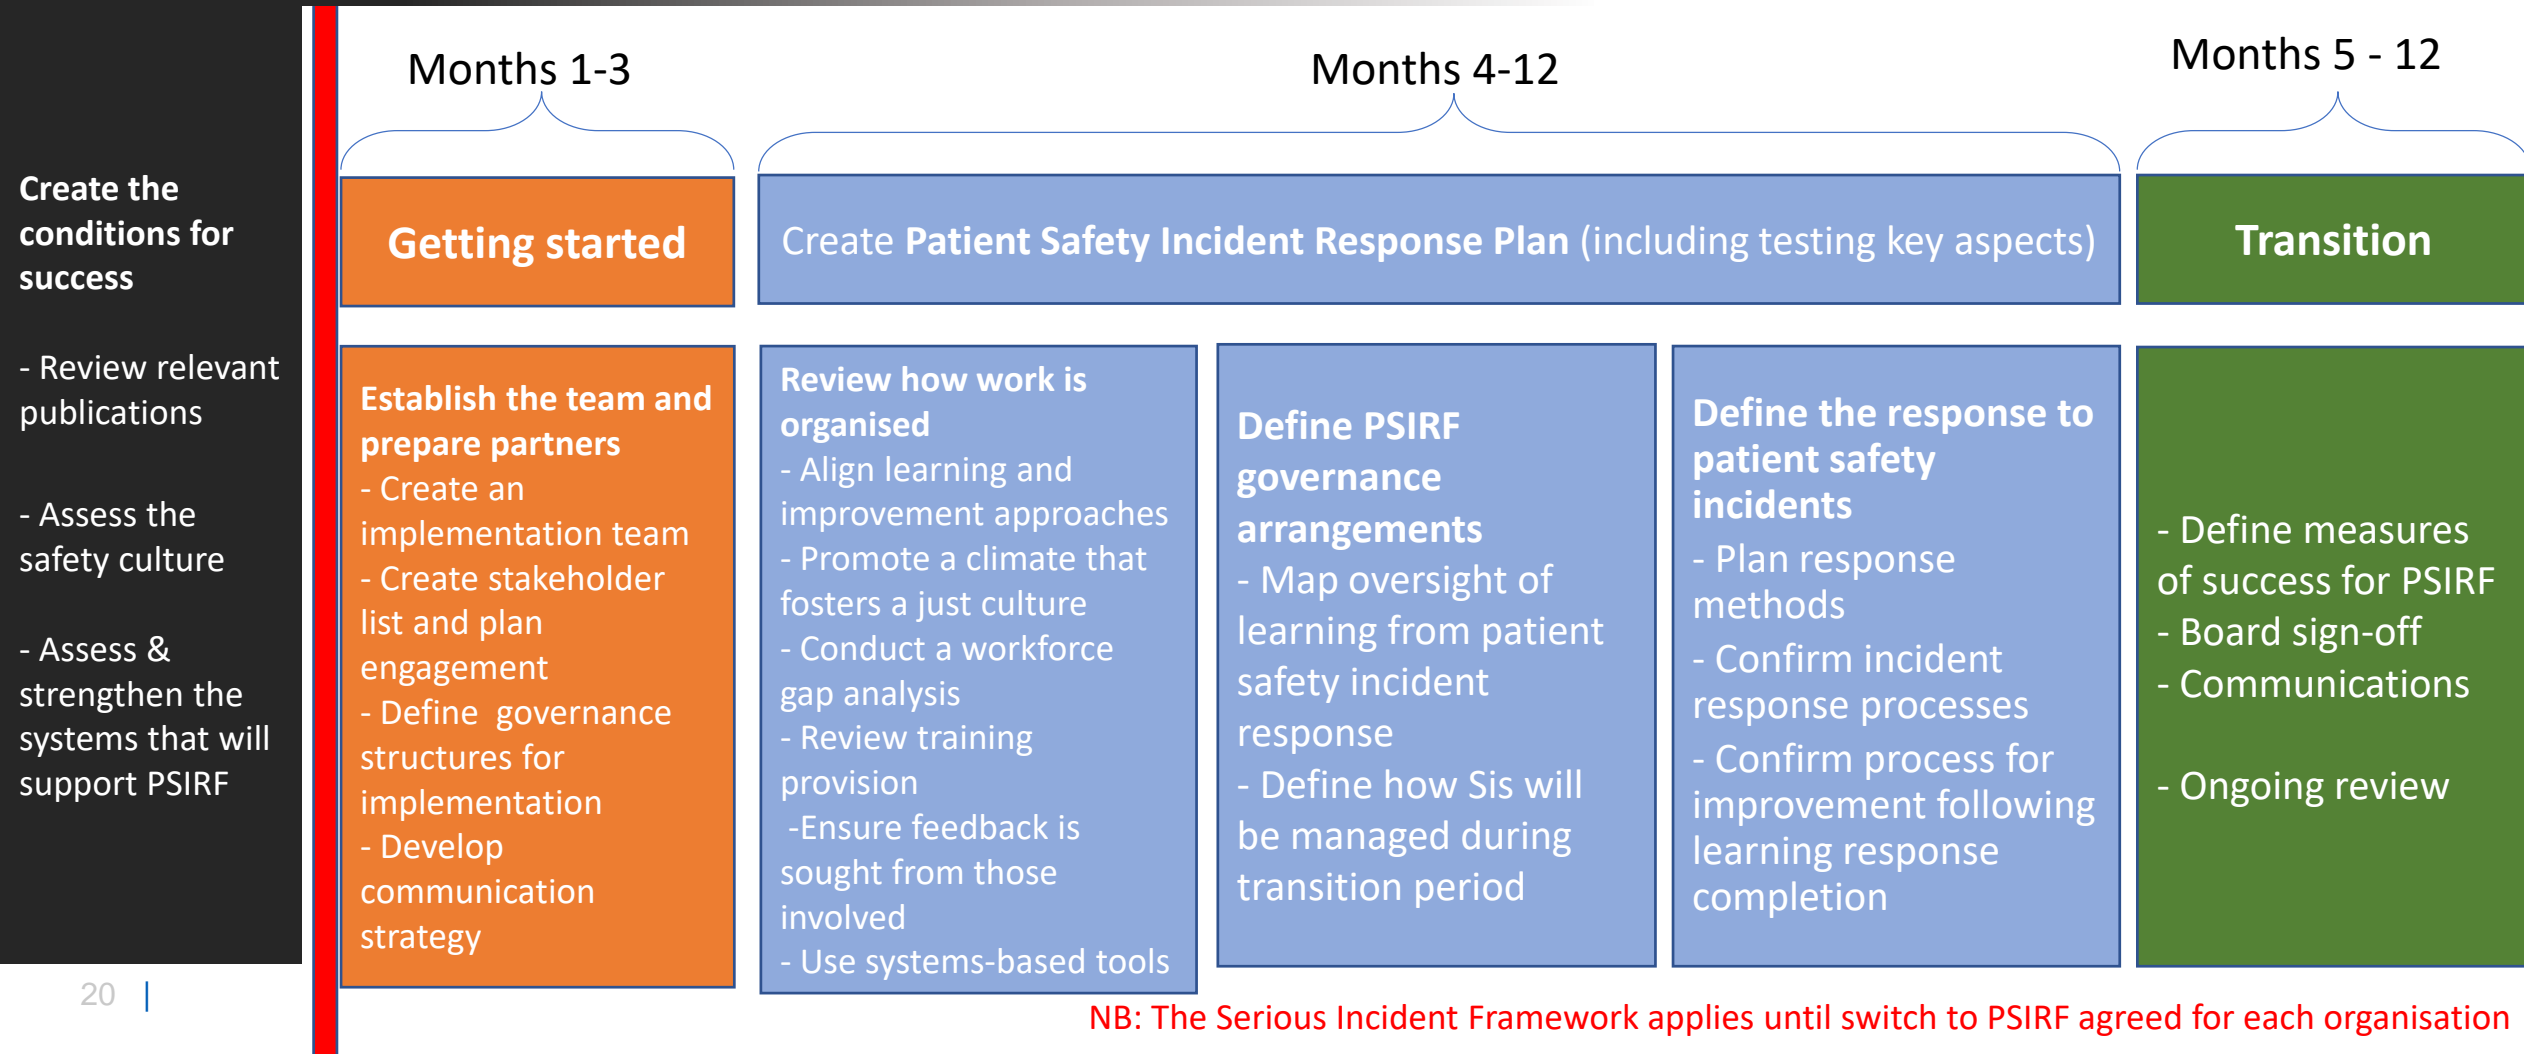 Create the
conditions for
success
- Review relevant
publications
- Assess the
safety culture
- Assess &
strengthen the
systems that will
support PSIRF
20 |
Months 1-3
Months 4-12
Months 5 - 12
Getting started
Create Patient Safety Incident Response Plan (including testing key aspects)
Transition
Establish the team and
prepare partners
- Create an
implementation team
- Create stakeholder
list and plan
engagement
- Define  governance
structures for
implementation
- Develop
communication
strategy
Review how work is
organised
- Align learning and
improvement approaches
- Promote a climate that
fosters a just culture
- Conduct a workforce
gap analysis
- Review training
provision
-Ensure feedback is
sought from those
involved
- Use systems-based tools
Define PSIRF
governance
arrangements
- Map oversight of
learning from patient
safety incident
response
- Define how Sis will
be managed during
transition period
Define the response to
patient safety
incidents
- Plan response
methods
- Confirm incident
response processes
- Confirm process for
improvement following
learning response
completion
- Define measures
of success for PSIRF
- Board sign-off
- Communications
- Ongoing review
NB: The Serious Incident Framework applies until switch to PSIRF agreed for each organisation